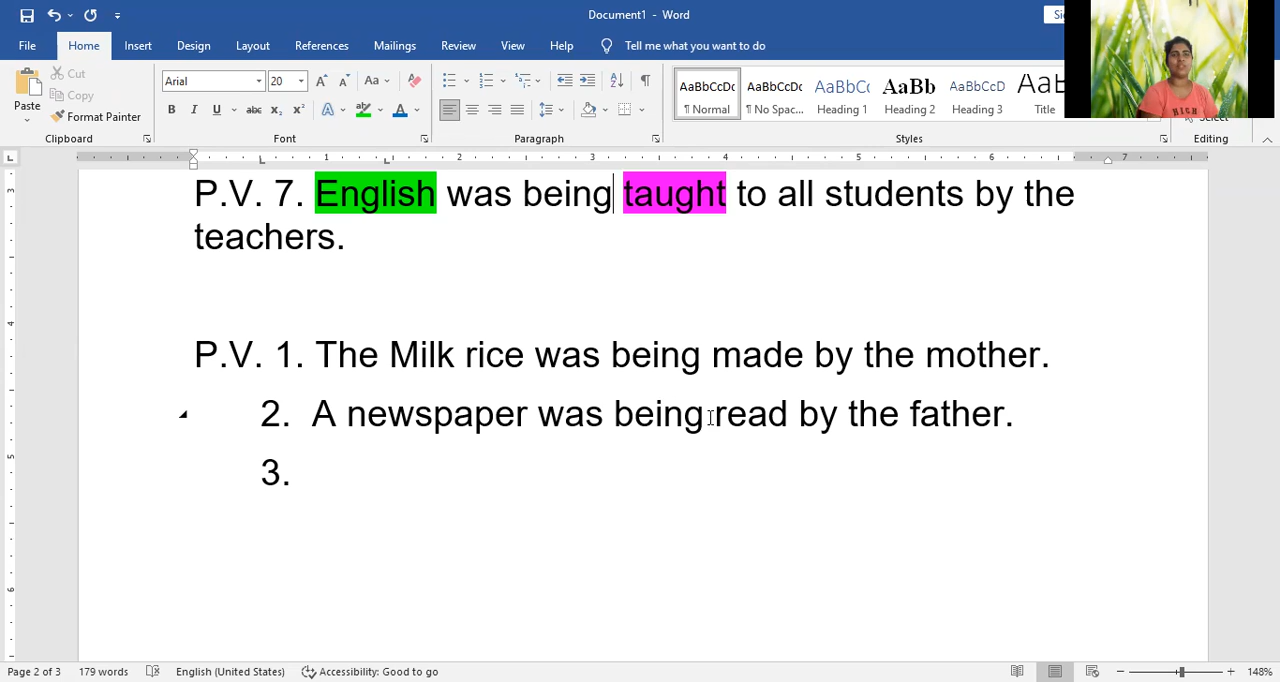 Document1 - Word
File Home Insert Design Layout References Mailings Review View Help Tell me what you want to do
Cut
Copy
Paste Format Painter
Arial 20
AaBbCcDc AaBbCcDc AaBbCc AaBb AaBbCcD
¶ Normal ¶ No Spac... Heading 1 Heading 2 Heading 3 Title
Clipboard Font Paragraph Styles Editing
P.V. 7. English was being taught to all students by the
teachers.
P.V. 1. The Milk rice was being made by the mother.
2. A newspaper was being read by the father.
3.
Page 2 of 3 179 words English (United States) Accessibility: Good to go 148%